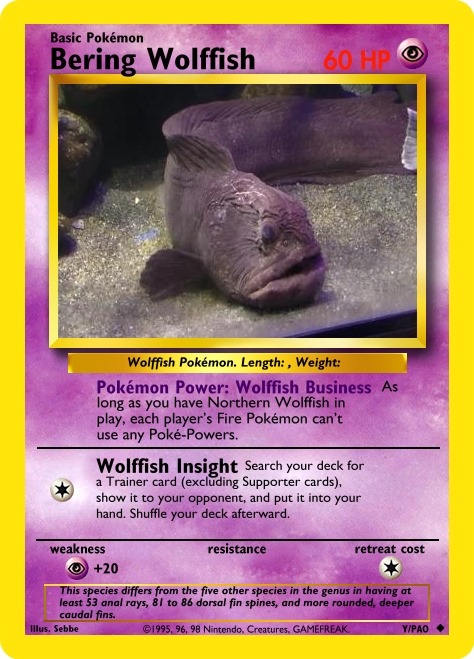 Basic Pokémon
Bering Wolffish 60 HP
Wolffish Pokémon. Length: , Weight:
Pokémon Power: Wolffish Business As
long as you have Northern Wolffish in
play, each player's Fire Pokémon can't
use any Poké-Powers.
Wolffish Insight Search your deck for
a Trainer card (excluding Supporter cards),
show it to your opponent, and put it into your
hand. Shuffle your deck afterward.
weakness resistance retreat cost
+20
This species differs from the five other species in the genus in having at
least 53 anal rays, 81 to 86 dorsal fin spines, and more rounded, deeper
caudal fins.
Illus. Sebbe ©1995, 96, 98 Nintendo, Creatures, GAMEFREAK. Y/PAO